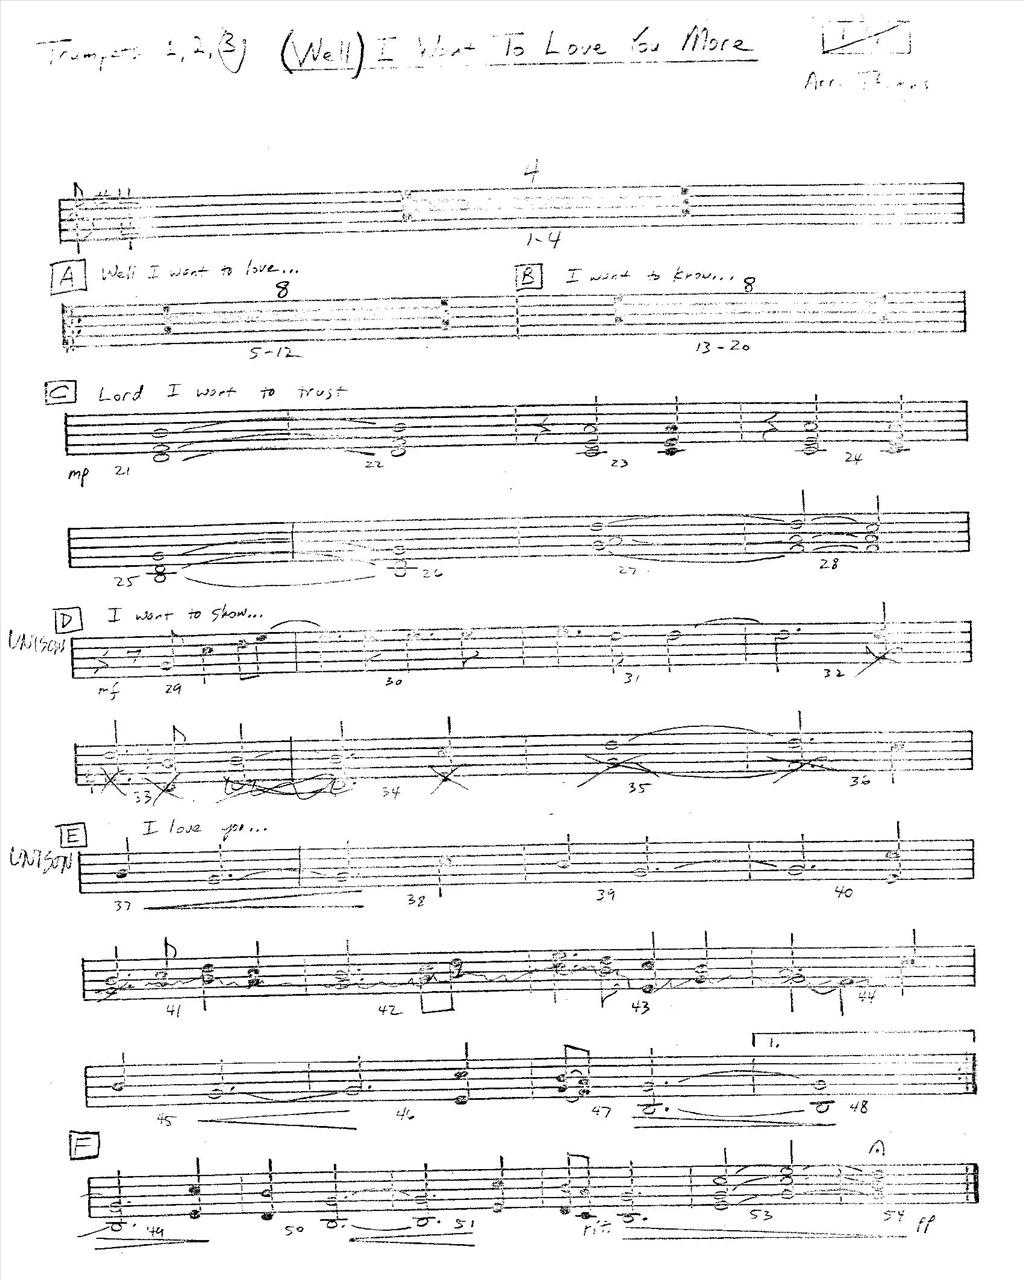 Trumpets 1, 2, (3) (Well) I Want To Love You More
Arr. Thomas
4
1-4
A Well I want to love... 8 B I want to know... 8
5-12 13-20
C Lord I want to trust
mp 21 22 23 24
25 26 27 28
D I want to show...
UNISON
mf 29 30 31 32
33 34 35 36
E I love you...
UNISON
37 38 39 40
41 42 43 44
1.
45 46 47 48
F
49 50 51 rit. 53 54 pp